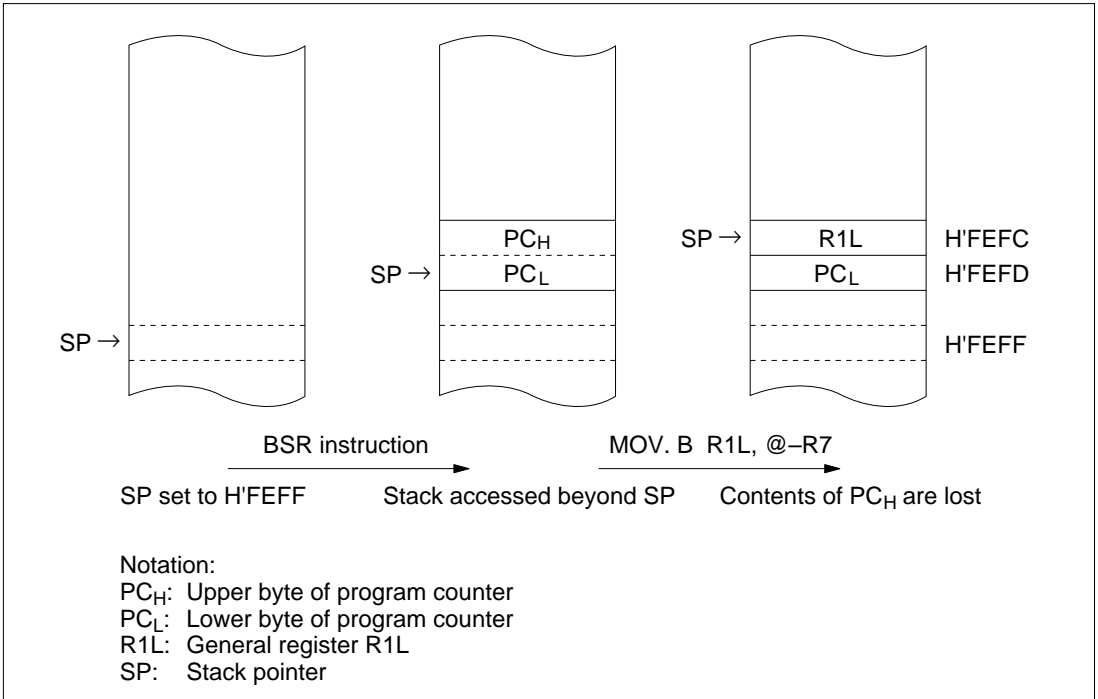 PCH
SP → R1L H'FEFC
SP → PCL PCL H'FEFD
SP → H'FEFF
BSR instruction MOV. B R1L, @–R7
SP set to H'FEFF Stack accessed beyond SP Contents of PCH are lost
Notation:
PCH: Upper byte of program counter
PCL: Lower byte of program counter
R1L: General register R1L
SP: Stack pointer